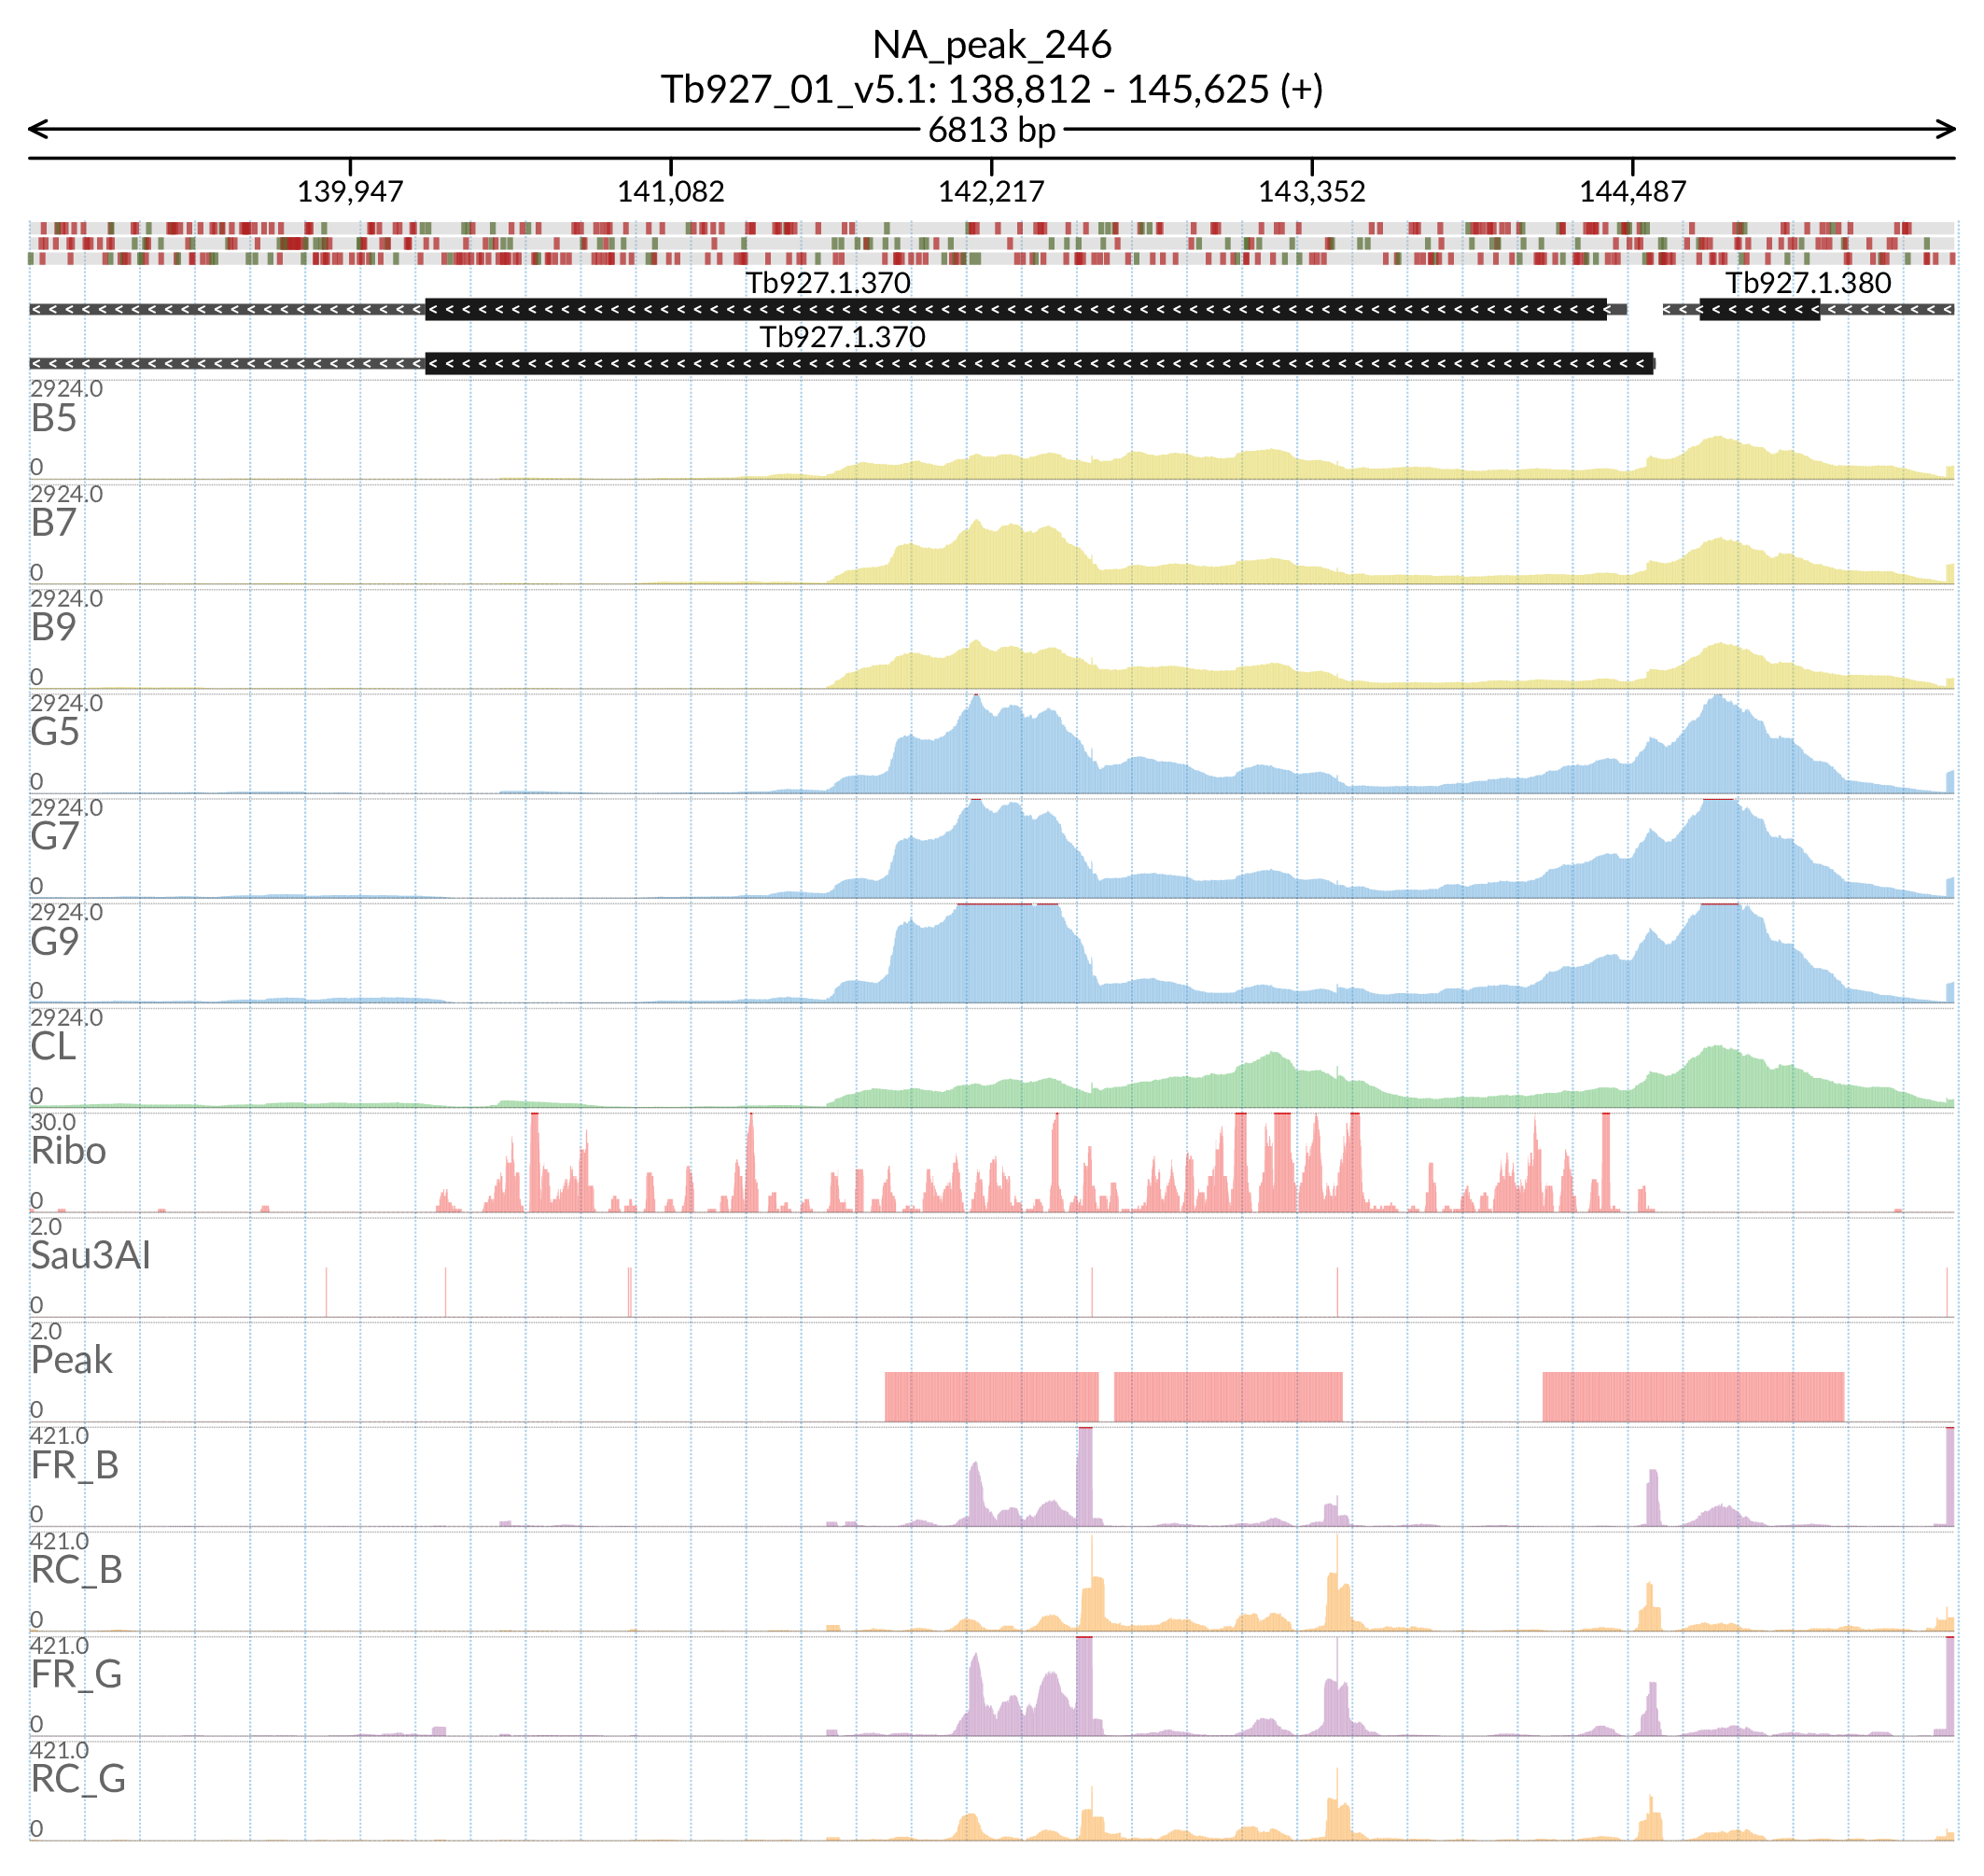 NA_peak_246
Tb927_01_v5.1: 138,812 - 145,625 (+)
6813 bp
139,947 141,082 142,217 143,352 144,487
Tb927.1.370 Tb927.1.380
Tb927.1.370
2924.0
B5
0
2924.0
B7
0
2924.0
B9
0
2924.0
G5
0
2924.0
G7
0
2924.0
G9
0
2924.0
CL
0
30.0
Ribo
0
2.0
Sau3AI
0
2.0
Peak
0
421.0
FR_B
0
421.0
RC_B
0
421.0
FR_G
0
421.0
RC_G
0